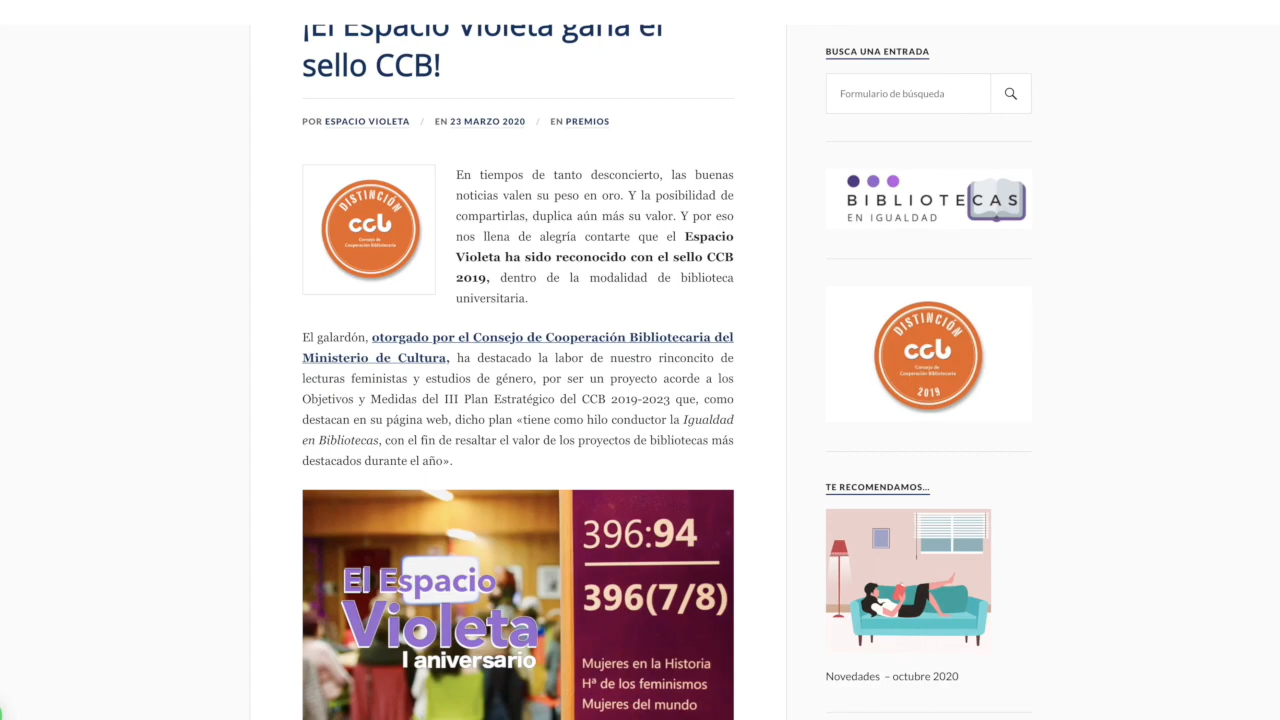 ¡El Espacio Violeta gana el
sello CCB!
POR ESPACIO VIOLETA / EN 23 MARZO 2020 / EN PREMIOS
DISTINCIÓN
ccb
Consejo de
Cooperación Bibliotecaria
En tiempos de tanto desconcierto, las buenas
noticias valen su peso en oro. Y la posibilidad de
compartirlas, duplica aún más su valor. Y por eso
nos llena de alegría contarte que el Espacio
Violeta ha sido reconocido con el sello CCB
2019, dentro de la modalidad de biblioteca
universitaria.
El galardón, otorgado por el Consejo de Cooperación Bibliotecaria del
Ministerio de Cultura, ha destacado la labor de nuestro rinconcito de
lecturas feministas y estudios de género, por ser un proyecto acorde a los
Objetivos y Medidas del III Plan Estratégico del CCB 2019-2023 que, como
destacan en su página web, dicho plan «tiene como hilo conductor la Igualdad
en Bibliotecas, con el fin de resaltar el valor de los proyectos de bibliotecas más
destacados durante el año».
El Espacio
Violeta
I aniversario
396:94
396(7/8)
Mujeres en la Historia
Hª de los feminismos
Mujeres del mundo
BUSCA UNA ENTRADA
Formulario de búsqueda
BIBLIOTECAS
EN IGUALDAD
DISTINCIÓN
ccb
Consejo de
Cooperación Bibliotecaria
2019
TE RECOMENDAMOS...
Novedades – octubre 2020